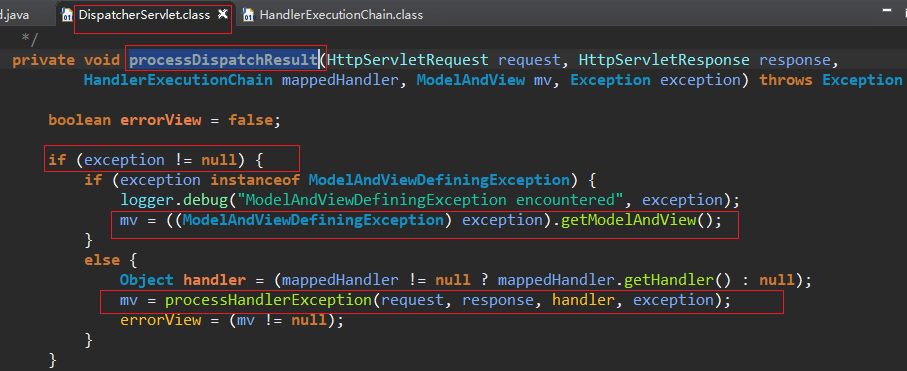 d.java DispatcherServlet.class HandlerExecutionChain.class
*/
private void processDispatchResult(HttpServletRequest request, HttpServletResponse response,
HandlerExecutionChain mappedHandler, ModelAndView mv, Exception exception) throws Exception
boolean errorView = false;
if (exception != null) {
if (exception instanceof ModelAndViewDefiningException) {
logger.debug("ModelAndViewDefiningException encountered", exception);
mv = ((ModelAndViewDefiningException) exception).getModelAndView();
}
else {
Object handler = (mappedHandler != null ? mappedHandler.getHandler() : null);
mv = processHandlerException(request, response, handler, exception);
errorView = (mv != null);
}
}